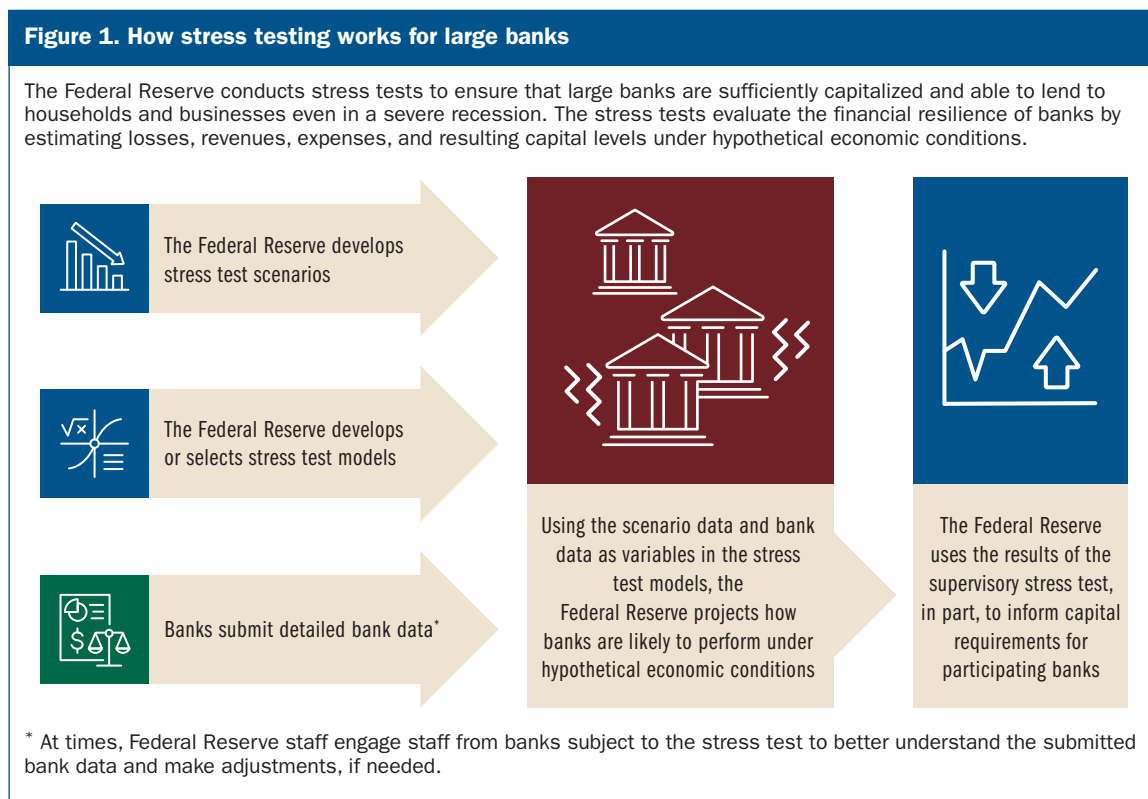 Figure 1. How stress testing works for large banks
The Federal Reserve conducts stress tests to ensure that large banks are sufficiently capitalized and able to lend to
households and businesses even in a severe recession. The stress tests evaluate the financial resilience of banks by
estimating losses, revenues, expenses, and resulting capital levels under hypothetical economic conditions.
The Federal Reserve develops
stress test scenarios
√x
The Federal Reserve develops
or selects stress test models
$
Banks submit detailed bank data*
Using the scenario data and bank
data as variables in the stress
test models, the
Federal Reserve projects how
banks are likely to perform under
hypothetical economic conditions
The Federal Reserve
uses the results of the
supervisory stress test,
in part, to inform capital
requirements for
participating banks
* At times, Federal Reserve staff engage staff from banks subject to the stress test to better understand the submitted
bank data and make adjustments, if needed.